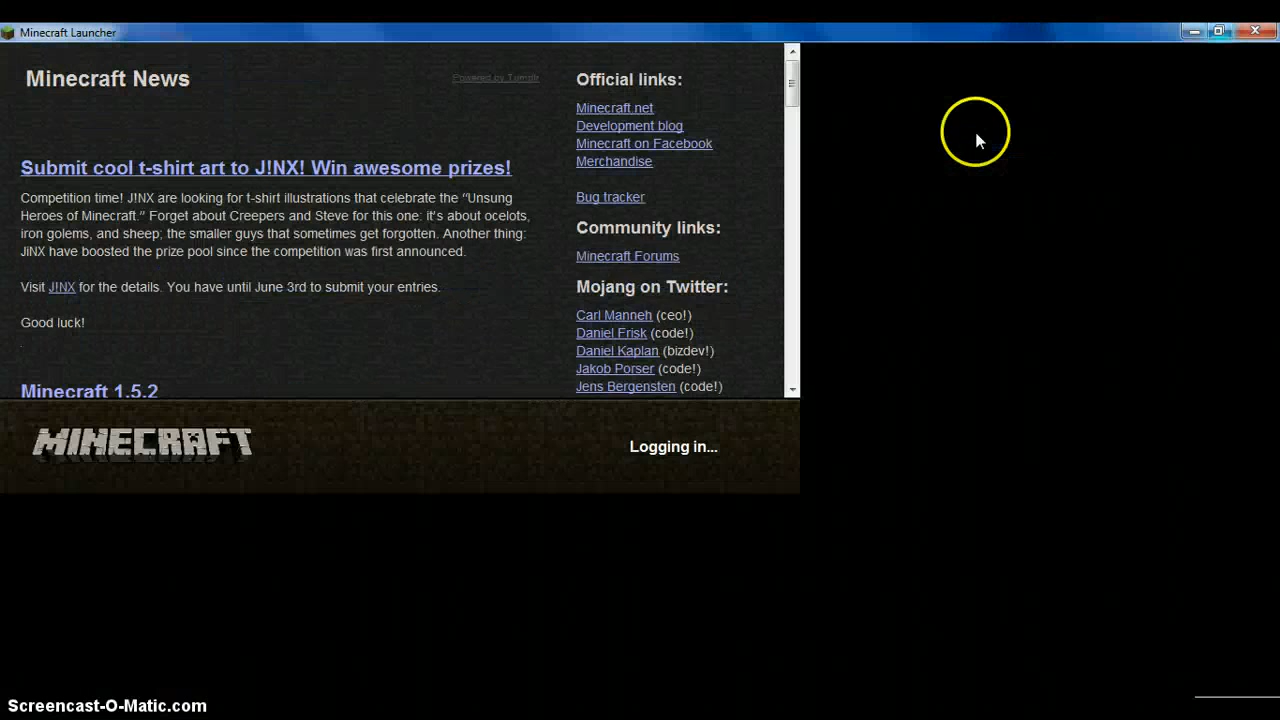 Minecraft Launcher
Minecraft News
Powered by Tumblr
Submit cool t-shirt art to J!NX! Win awesome prizes!
Competition time! J!NX are looking for t-shirt illustrations that celebrate the “Unsung
Heroes of Minecraft.” Forget about Creepers and Steve for this one: it's about ocelots,
iron golems, and sheep; the smaller guys that sometimes get forgotten. Another thing:
JiNX have boosted the prize pool since the competition was first announced.
Visit J!NX for the details. You have until June 3rd to submit your entries.
Good luck!
Minecraft 1.5.2
Official links:
Minecraft.net
Development blog
Minecraft on Facebook
Merchandise
Bug tracker
Community links:
Minecraft Forums
Mojang on Twitter:
Carl Manneh (ceo!)
Daniel Frisk (code!)
Daniel Kaplan (bizdev!)
Jakob Porser (code!)
Jens Bergensten (code!)
MINECRAFT
Logging in...
Screencast-O-Matic.com